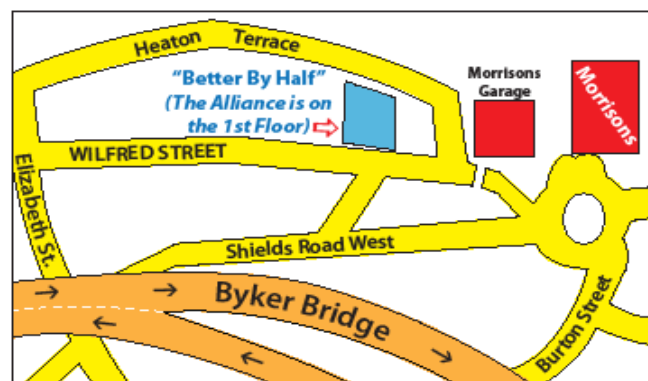 Heaton Terrace
"Better By Half"
(The Alliance is on
the 1st Floor)
Morrisons
Garage
Morrisons
WILFRED STREET
Elizabeth St.
Shields Road West
Byker Bridge
Burton Street